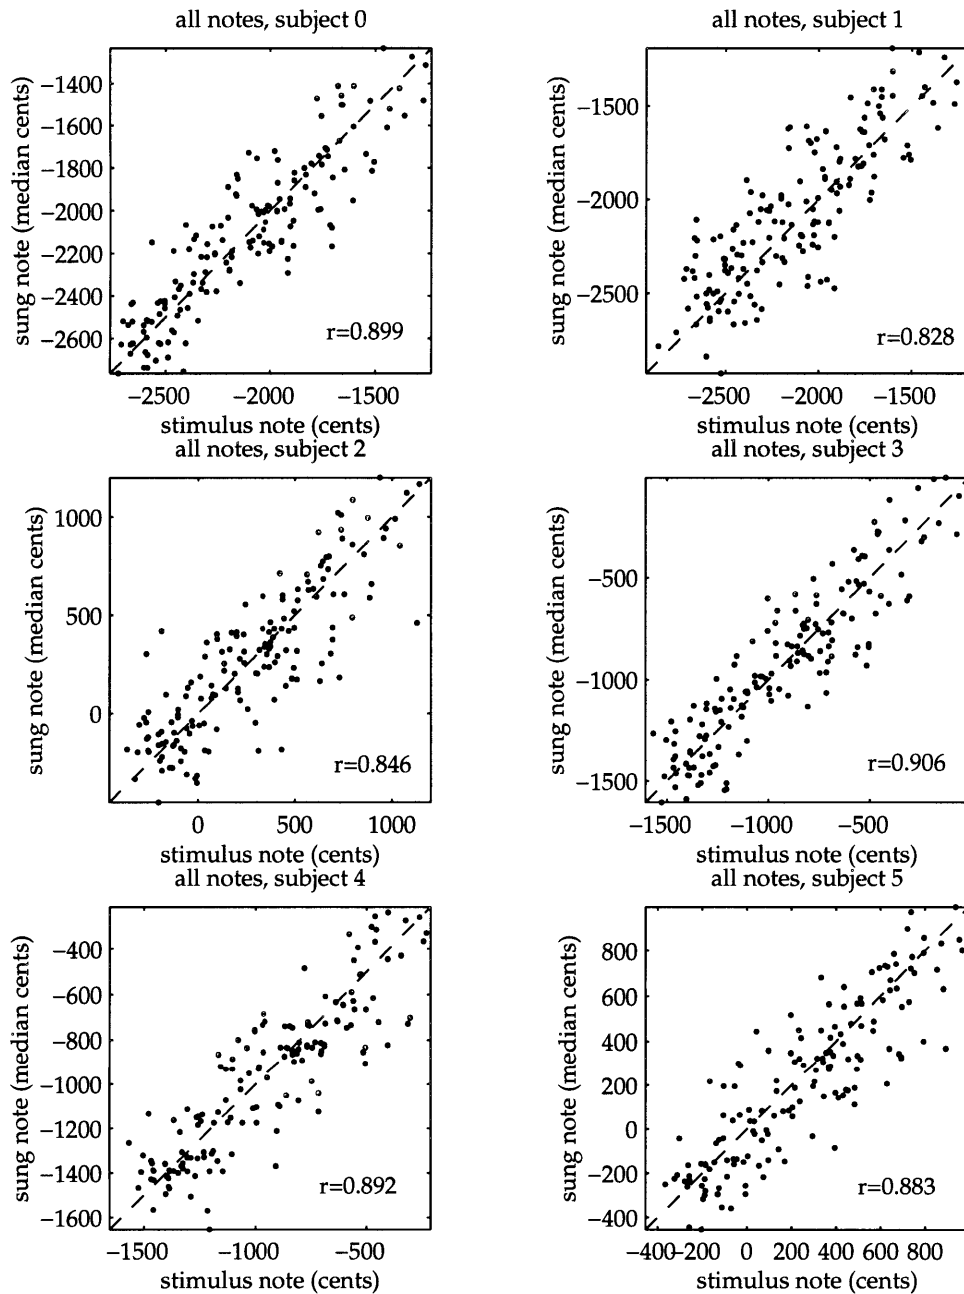 all notes, subject 0
sung note (median cents)
−1400
−1600
−1800
−2000
−2200
−2400
−2600
r=0.899
−2500 −2000 −1500
stimulus note (cents)
all notes, subject 1
sung note (median cents)
−1500
−2000
−2500
r=0.828
−2500 −2000 −1500
stimulus note (cents)
all notes, subject 2
sung note (median cents)
1000
500
0
r=0.846
0 500 1000
stimulus note (cents)
all notes, subject 3
sung note (median cents)
−500
−1000
−1500
r=0.906
−1500 −1000 −500
stimulus note (cents)
all notes, subject 4
sung note (median cents)
−400
−600
−800
−1000
−1200
−1400
−1600
r=0.892
−1500 −1000 −500
stimulus note (cents)
all notes, subject 5
sung note (median cents)
800
600
400
200
0
−200
−400
r=0.883
−400−200 0 200 400 600 800
stimulus note (cents)